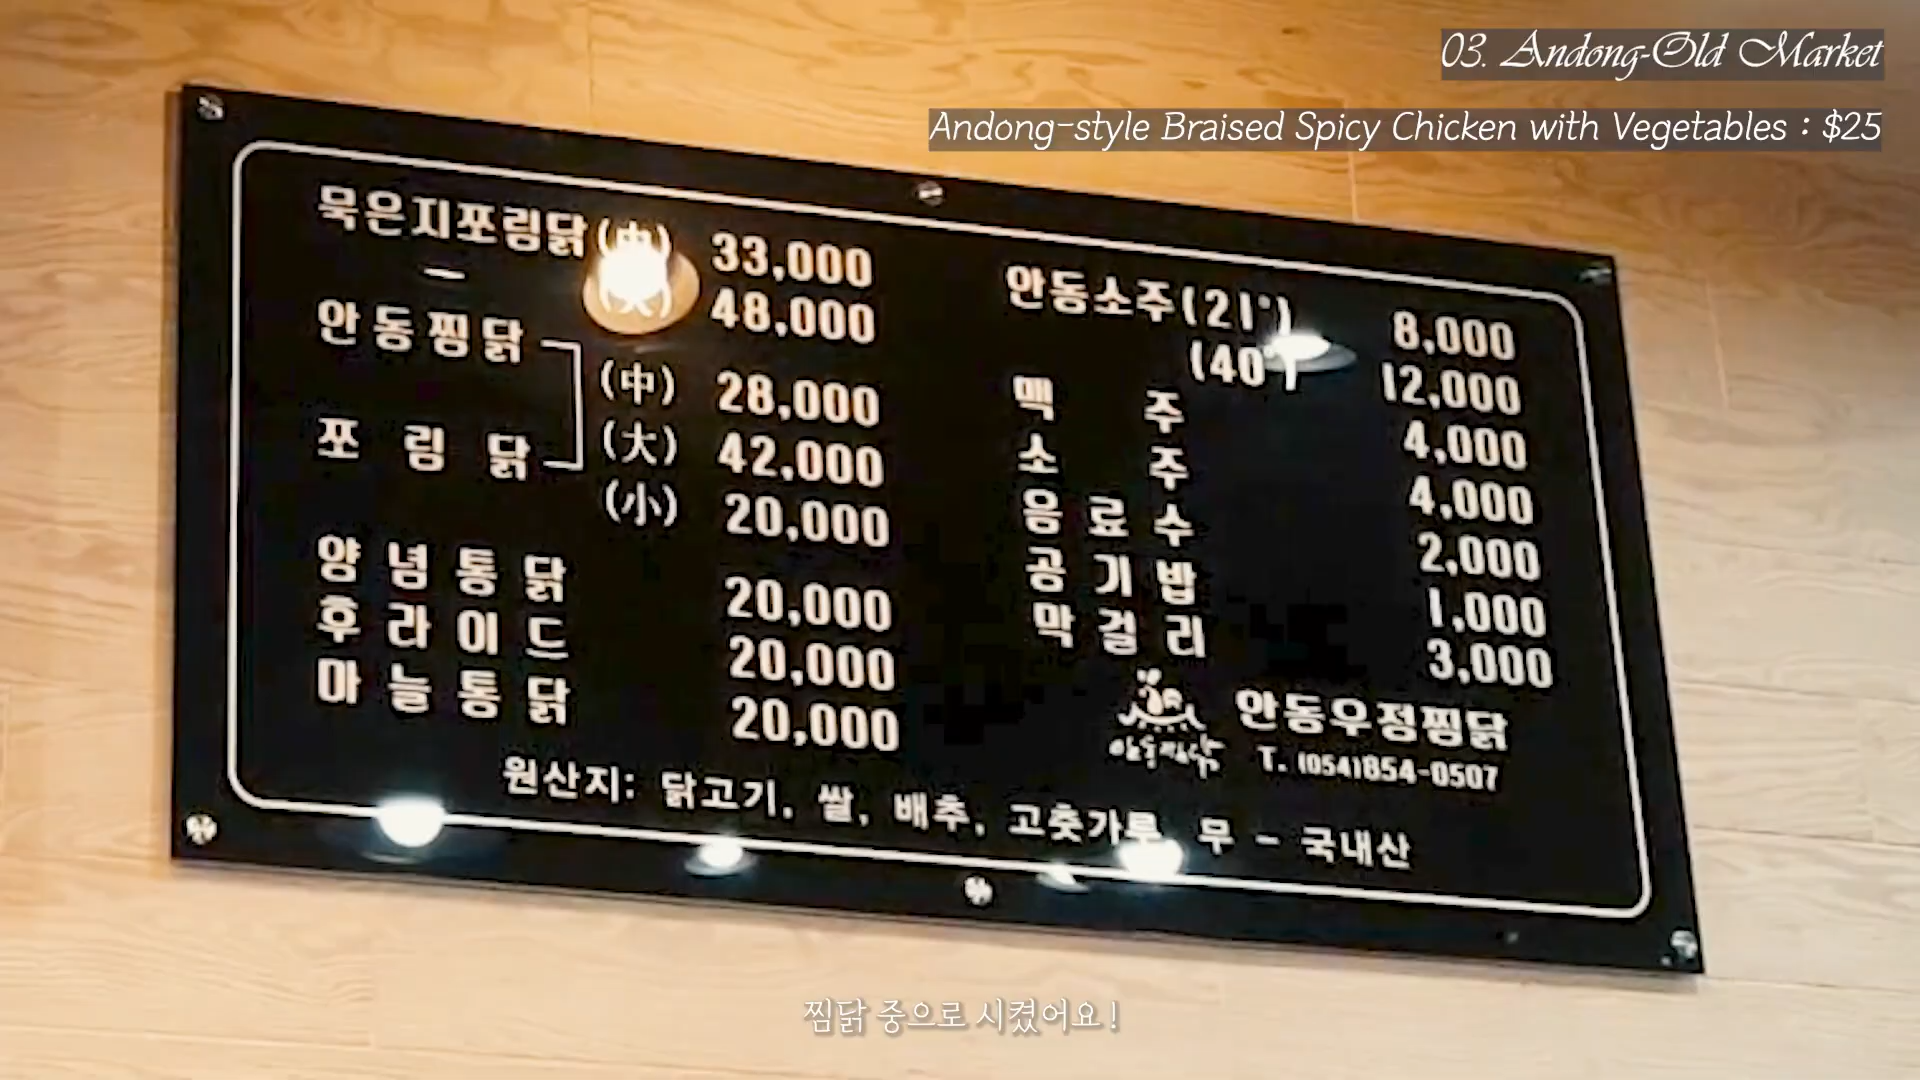 03. Andong-Old Market
Andong-style Braised Spicy Chicken with Vegetables : $25
묵은지쪼림닭(中) 33,000
48,000
안동찜닭
(中) 28,000
쪼림닭 (大) 42,000
(小) 20,000
양념통닭 20,000
후라이드 20,000
마늘통닭 20,000
안동소주(21°) 8,000
(40°) 12,000
맥주 4,000
소주 4,000
음료수 2,000
공기밥 1,000
막걸리 3,000
안동찜닭
안동우정찜닭
T. (054)854-0507
원산지: 닭고기, 쌀, 배추, 고춧가루, 무 - 국내산
찜닭 중으로 시켰어요!